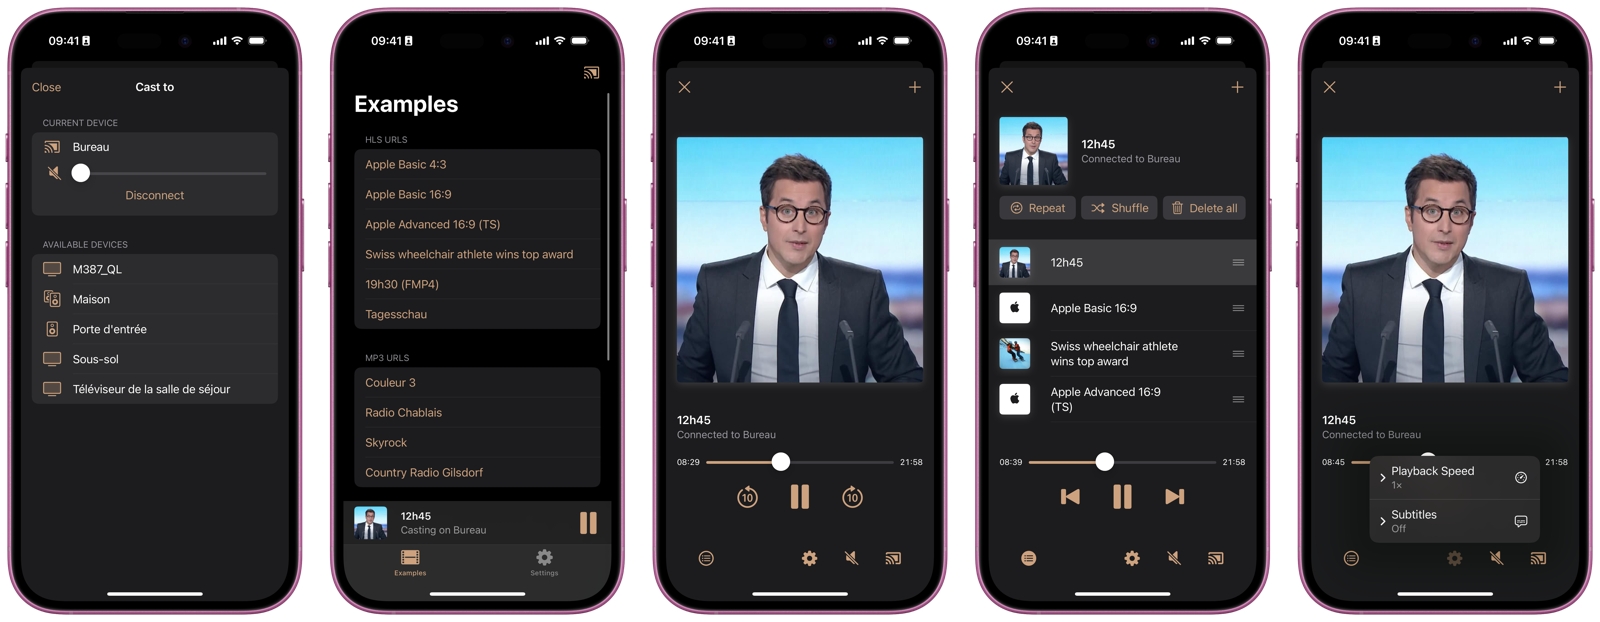 09:41
Close
Cast to
CURRENT DEVICE
Bureau
Disconnect
AVAILABLE DEVICES
M387_QL
Maison
Porte d'entrée
Sous-sol
Téléviseur de la salle de séjour
09:41
Examples
HLS URLS
Apple Basic 4:3
Apple Basic 16:9
Apple Advanced 16:9 (TS)
Swiss wheelchair athlete wins top award
19h30 (FMP4)
Tagesschau
MP3 URLS
Couleur 3
Radio Chablais
Skyrock
Country Radio Gilsdorf
12h45
Casting on Bureau
Examples
Settings
09:41
12h45
Connected to Bureau
08:29
21:58
10
10
09:41
12h45
Connected to Bureau
Repeat
Shuffle
Delete all
12h45
Apple Basic 16:9
Swiss wheelchair athlete
wins top award
Apple Advanced 16:9
(TS)
08:39
21:58
09:41
12h45
Connected to Bureau
08:45
21:58
Playback Speed
1×
Subtitles
Off